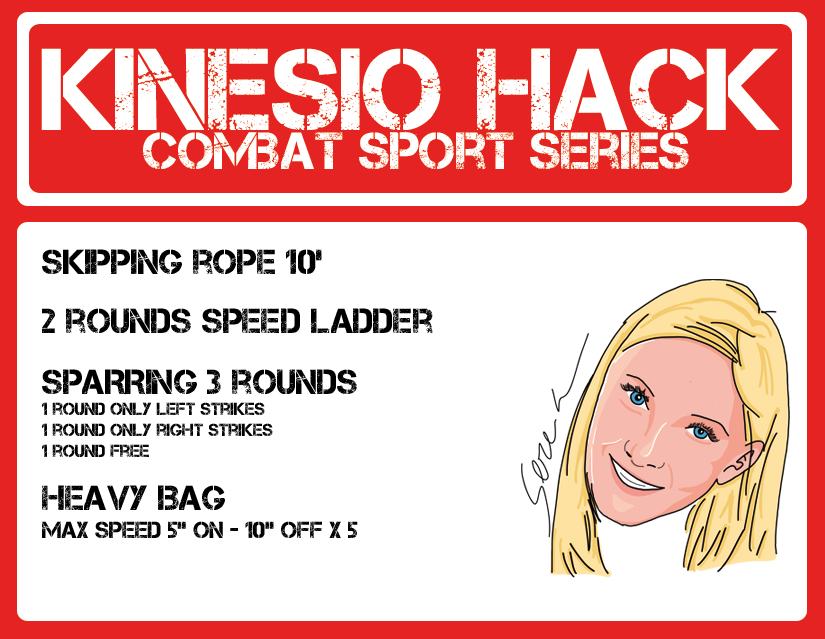 KINESIO HACK
COMBAT SPORT SERIES
SKIPPING ROPE 10'
2 ROUNDS SPEED LADDER
SPARRING 3 ROUNDS
1 ROUND ONLY LEFT STRIKES
1 ROUND ONLY RIGHT STRIKES
1 ROUND FREE
HEAVY BAG
MAX SPEED 5" ON - 10" OFF X 5